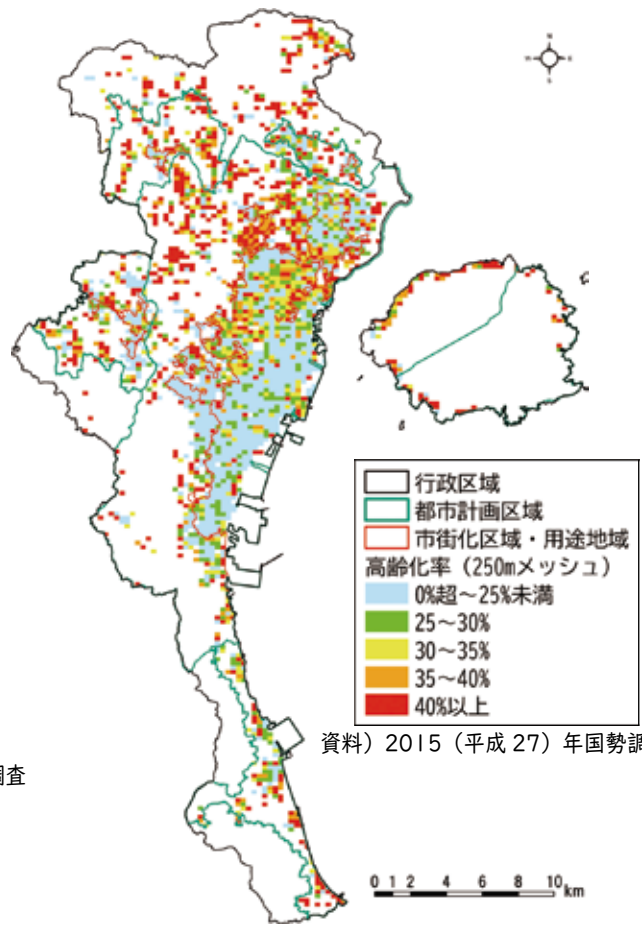 N
W
E
S
行政区域
都市計画区域
市街化区域・用途地域
高齢化率（250mメッシュ）
0%超～25%未満
25～30%
30～35%
35～40%
40%以上
資料）2015（平成 27）年国勢調
査
0 1 2 4 6 8 10
km